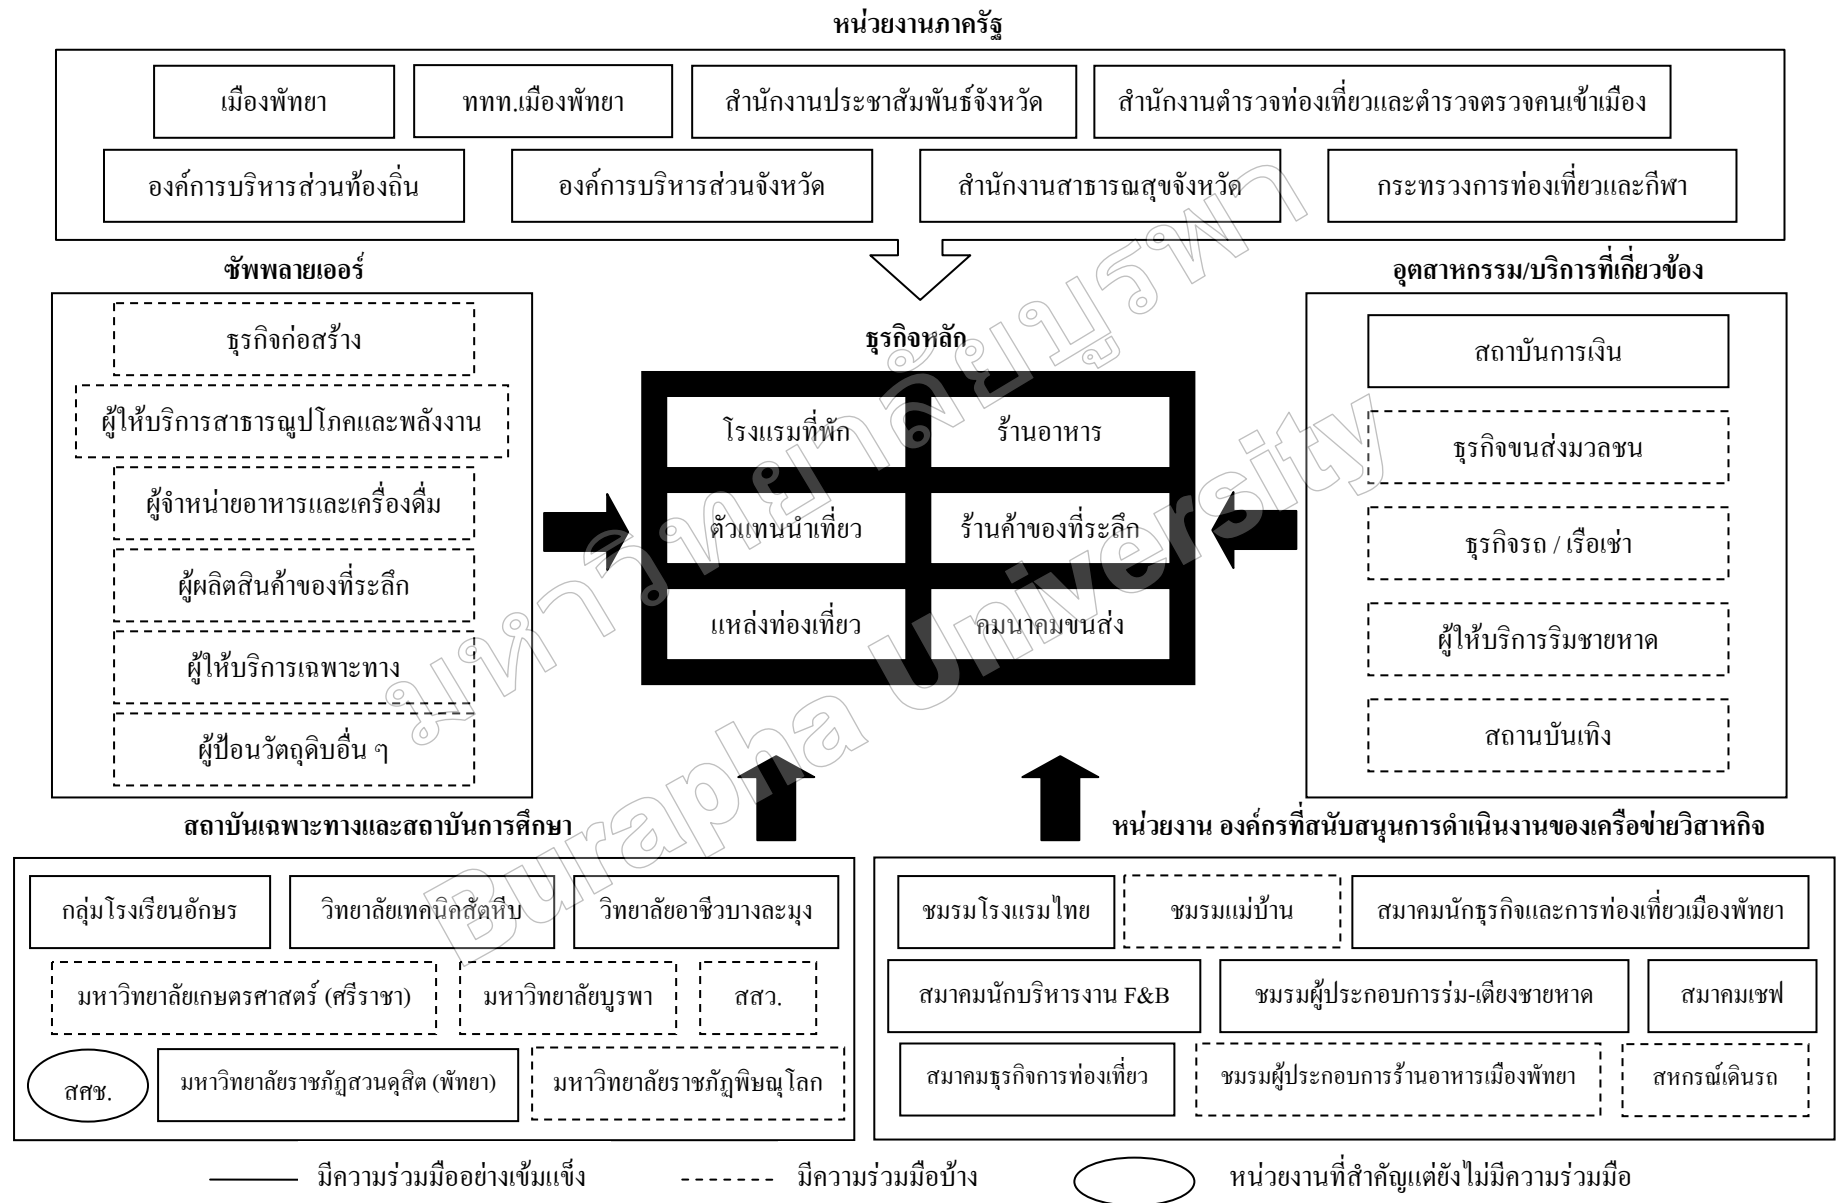 หน่วยงานภาครัฐ
เมืองพัทยา
ททท.เมืองพัทยา
สำนักงานประชาสัมพันธ์จังหวัด
สำนักงานตำรวจท่องเที่ยวและตำรวจตรวจคนเข้าเมือง
องค์การบริหารส่วนท้องถิ่น
องค์การบริหารส่วนจังหวัด
สำนักงานสาธารณสุขจังหวัด
กระทรวงการท่องเที่ยวและกีฬา
ซัพพลายเออร์
ธุรกิจก่อสร้าง
ผู้ให้บริการสาธารณูปโภคและพลังงาน
ผู้จำหน่ายอาหารและเครื่องดื่ม
ผู้ผลิตสินค้าของที่ระลึก
ผู้ให้บริการเฉพาะทาง
ผู้ป้อนวัตถุดิบอื่น ๆ
ธุรกิจหลัก
โรงแรมที่พัก
ร้านอาหาร
ตัวแทนนำเที่ยว
ร้านค้าของที่ระลึก
แหล่งท่องเที่ยว
คมนาคมขนส่ง
อุตสาหกรรม/บริการที่เกี่ยวข้อง
สถาบันการเงิน
ธุรกิจขนส่งมวลชน
ธุรกิจรถ / เรือเช่า
ผู้ให้บริการริมชายหาด
สถานบันเทิง
สถาบันเฉพาะทางและสถาบันการศึกษา
กลุ่มโรงเรียนอักษร
วิทยาลัยเทคนิคสัตหีบ
วิทยาลัยอาชีวบางละมุง
มหาวิทยาลัยเกษตรศาสตร์ (ศรีราชา)
มหาวิทยาลัยบูรพา
สสว.
สศช.
มหาวิทยาลัยราชภัฏสวนดุสิต (พัทยา)
มหาวิทยาลัยราชภัฏพิษณุโลก
หน่วยงาน องค์กรที่สนับสนุนการดำเนินงานของเครือข่ายวิสาหกิจ
ชมรมโรงแรมไทย
ชมรมแม่บ้าน
สมาคมนักธุรกิจและการท่องเที่ยวเมืองพัทยา
สมาคมนักบริหารงาน F&B
ชมรมผู้ประกอบการร่ม-เตียงชายหาด
สมาคมเชฟ
สมาคมธุรกิจการท่องเที่ยว
ชมรมผู้ประกอบการร้านอาหารเมืองพัทยา
สหกรณ์เดินรถ
มีความร่วมมืออย่างเข้มแข็ง
มีความร่วมมือบ้าง
หน่วยงานที่สำคัญแต่ยังไม่มีความร่วมมือ
มหาวิทยาลัยบูรพา
Burapha University